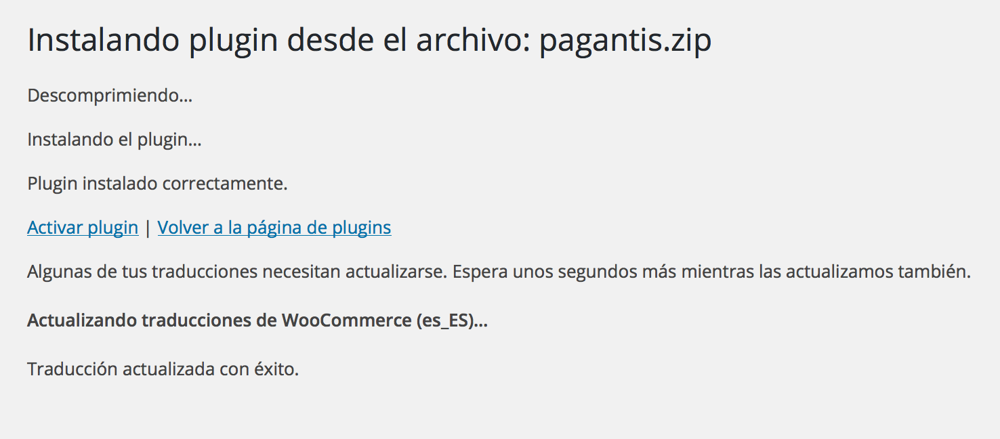 Instalando plugin desde el archivo: pagantis.zip
Descomprimiendo...
Instalando el plugin...
Plugin instalado correctamente.
Activar plugin | Volver a la página de plugins
Algunas de tus traducciones necesitan actualizarse. Espera unos segundos más mientras las actualizamos también.
Actualizando traducciones de WooCommerce (es_ES)...
Traducción actualizada con éxito.